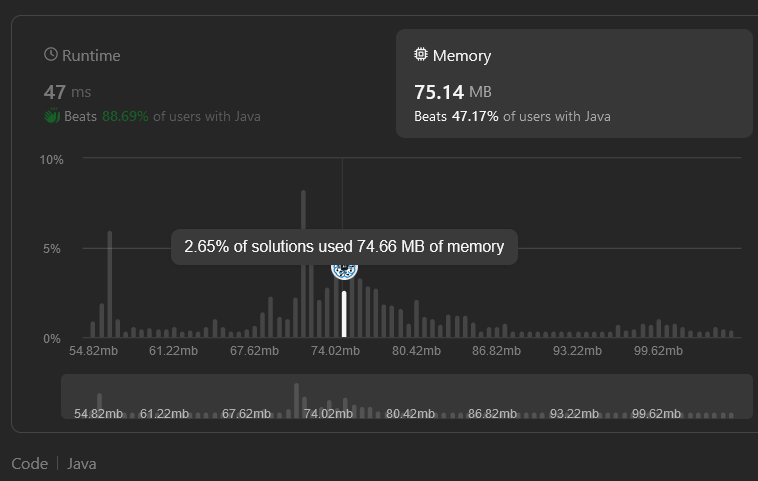 Runtime
Memory
47 ms
75.14 MB
Beats 88.69% of users with Java
Beats 47.17% of users with Java
10%
2.65% of solutions used 74.66 MB of memory
5%
0%
54.82mb 61.22mb 67.62mb 74.02mb 80.42mb 86.82mb 93.22mb 99.62mb
54.82mb 61.22mb 67.62mb 74.02mb 80.42mb 86.82mb 93.22mb 99.62mb
Code | Java